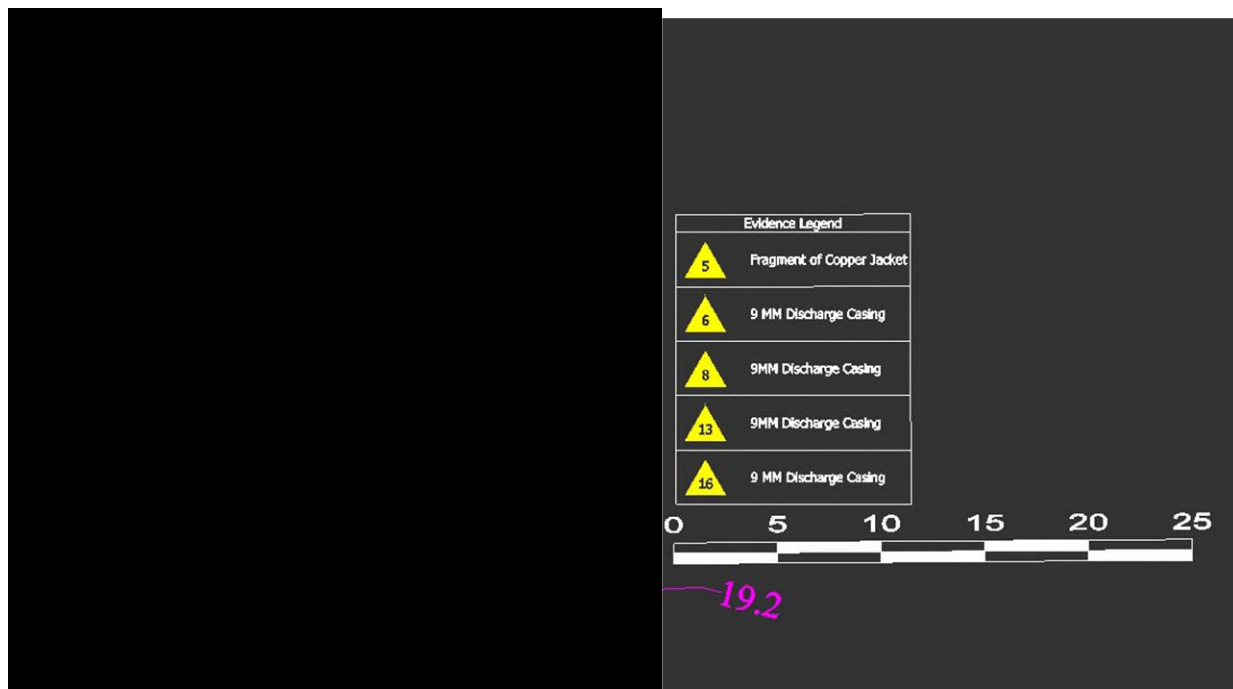 Evidence Legend
5 Fragment of Copper Jacket
6 9 MM Discharge Casing
8 9MM Discharge Casing
13 9MM Discharge Casing
16 9 MM Discharge Casing
0 5 10 15 20 25
19.2